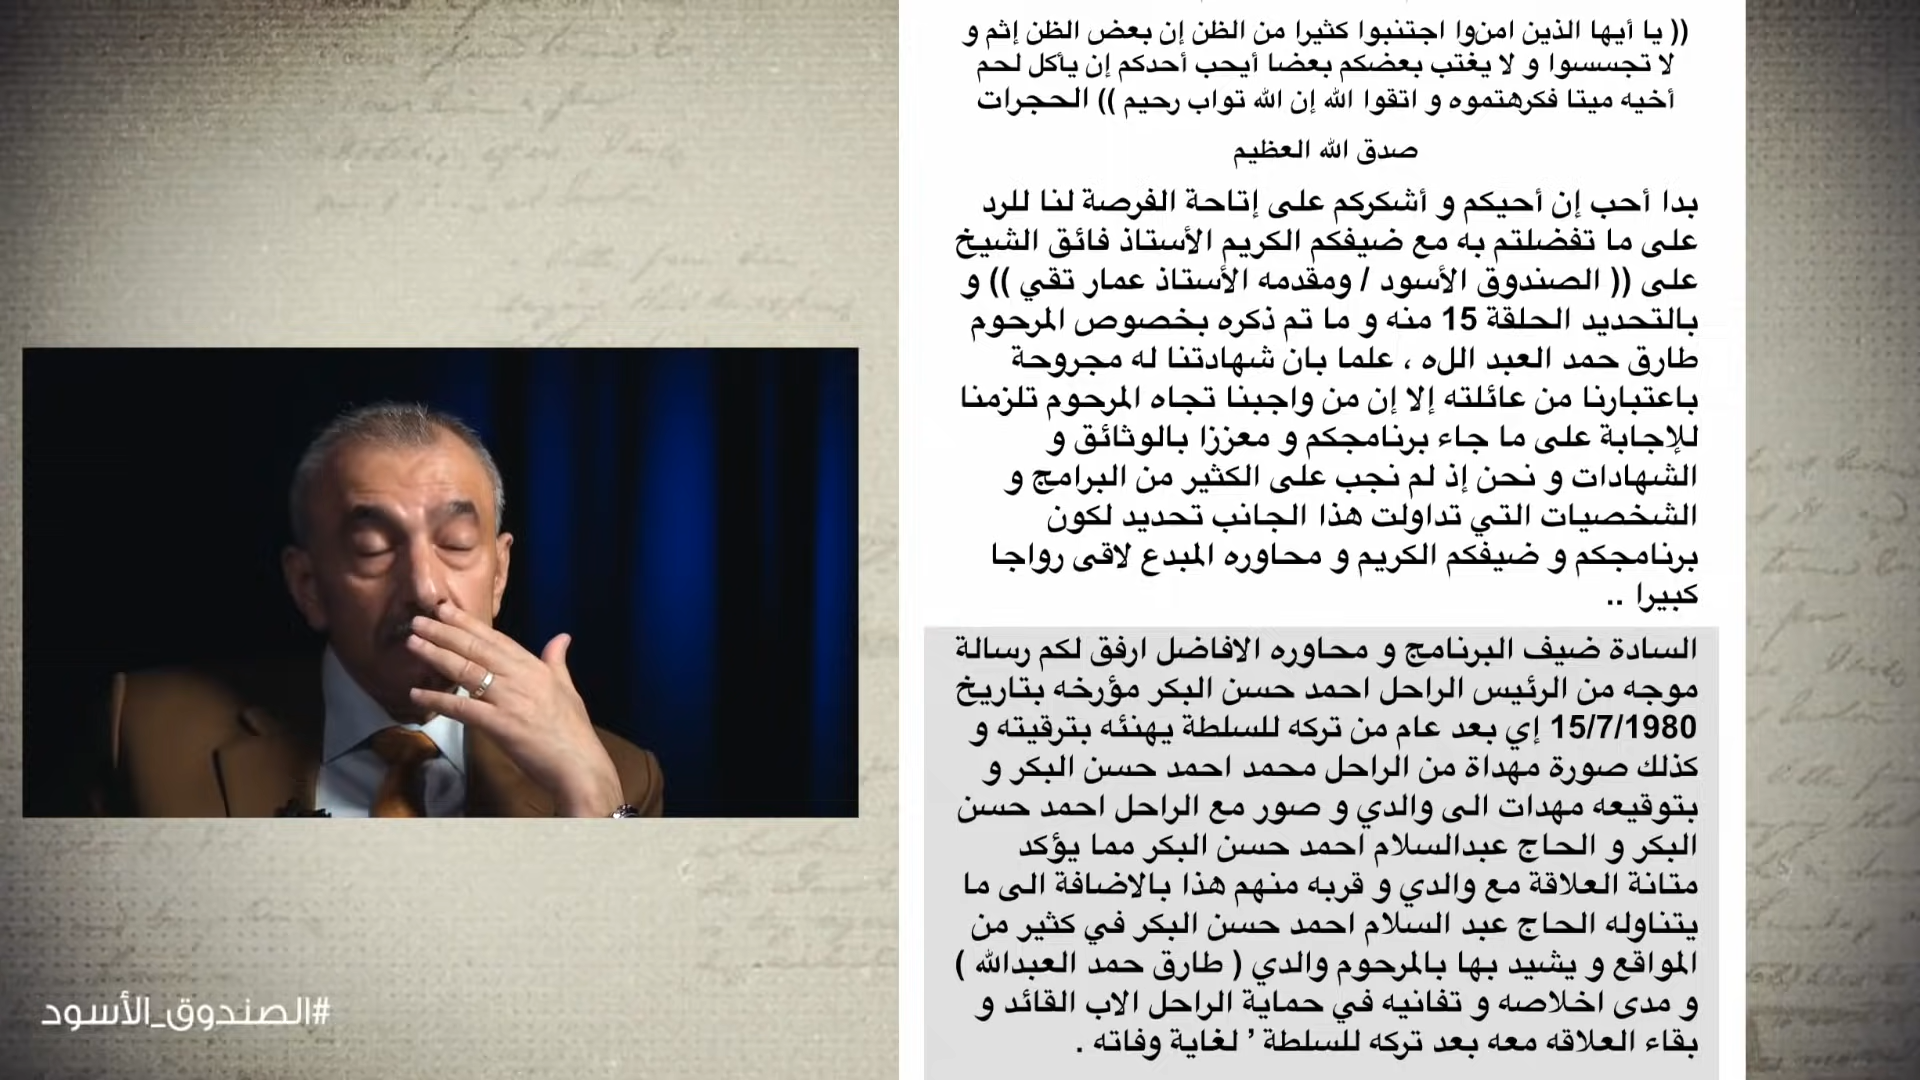 (( يا أيها الذين امنوا اجتنبوا كثيرا من الظن إن بعض الظن إثم و
لا تجسسوا و لا يغتب بعضكم بعضا أيحب أحدكم إن يأكل لحم
أخيه ميتا فكرهتموه و اتقوا الله إن الله تواب رحيم )) الحجرات
صدق الله العظيم
بدا أحب إن أحيكم و أشكركم على إتاحة الفرصة لنا للرد
على ما تفضلتم به مع ضيفكم الكريم الأستاذ فائق الشيخ
على (( الصندوق الأسود / ومقدمه الأستاذ عمار تقي )) و
بالتحديد الحلقة 15 منه و ما تم ذكره بخصوص المرحوم
طارق حمد العبد الله ، علما بان شهادتنا له مجروحة
باعتبارنا من عائلته إلا إن من واجبنا تجاه المرحوم تلزمنا
للإجابة على ما جاء برنامجكم و معززا بالوثائق و
الشهادات و نحن إذ لم نجب على الكثير من البرامج و
الشخصيات التي تداولت هذا الجانب تحديد لكون
برنامجكم و ضيفكم الكريم و محاوره المبدع لاقى رواجا
كبيرا ..
السادة ضيف البرنامج و محاوره الافاضل ارفق لكم رسالة
موجه من الرئيس الراحل احمد حسن البكر مؤرخه بتاريخ
15/7/1980 إي بعد عام من تركه للسلطة يهنئه بترقيته و
كذلك صورة مهداة من الراحل محمد احمد حسن البكر و
بتوقيعه مهدات الى والدي و صور مع الراحل احمد حسن
البكر و الحاج عبدالسلام احمد حسن البكر مما يؤكد
متانة العلاقة مع والدي و قربه منهم هذا بالاضافة الى ما
يتناوله الحاج عبد السلام احمد حسن البكر في كثير من
المواقع و يشيد بها بالمرحوم والدي ( طارق حمد العبدالله )
و مدى اخلاصه و تفانيه في حماية الراحل الاب القائد و
بقاء العلاقه معه بعد تركه للسلطة ’ لغاية وفاته .
#الصندوق_الأسود